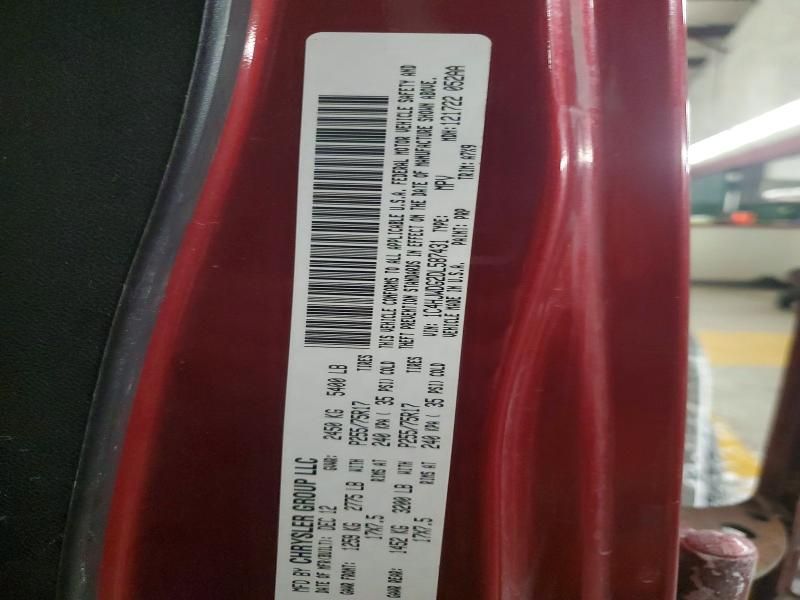 MFD BY CHRYSLER GROUP LLC
DATE OF MFR/BUILT: DEC 12 GVWR: 2450 KG 5400 LB
GAWR FRONT: 1259 KG 2775 LB WITH P255/75R17 TIRES
17X7.5 RIMS AT 240 KPA ( 35 PSI) COLD
GAWR REAR: 1452 KG 3200 LB WITH P255/75R17 TIRES
17X7.5 RIMS AT 240 KPA ( 35 PSI) COLD
THIS VEHICLE CONFORMS TO ALL APPLICABLE U.S.A. FEDERAL MOTOR VEHICLE SAFETY AND
THEFT PREVENTION STANDARDS IN EFFECT ON THE DATE OF MANUFACTURE SHOWN ABOVE.
VIN: 1C4HJWDG2DL587431 TYPE: MPV MDH: 121722 052AA
VEHICLE MADE IN U.S.A. PAINT: PRP TRIM: A7X9